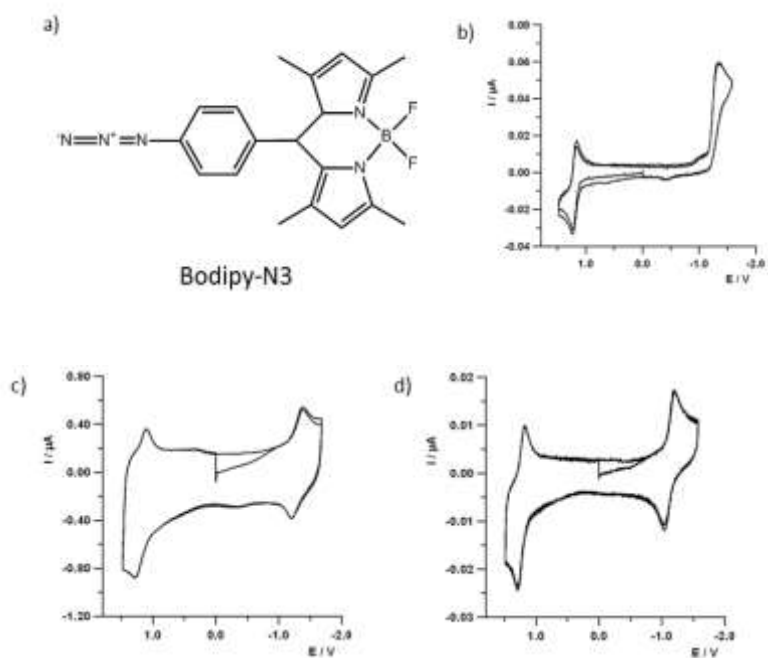 a)
⁻N=N⁺=N
N
N
B
F
F
Bodipy-N3
b)
0.08
0.06
0.04
0.02
0.00
-0.02
-0.04
I / μA
1.0 0.0 -1.0 -2.0
E / V
c)
0.80
0.40
0.00
-0.40
-0.80
-1.20
I / μA
1.0 0.0 -1.0 -2.0
E / V
d)
0.02
0.01
0.00
-0.01
-0.02
-0.03
I / μA
1.0 0.0 -1.0 -2.0
E / V